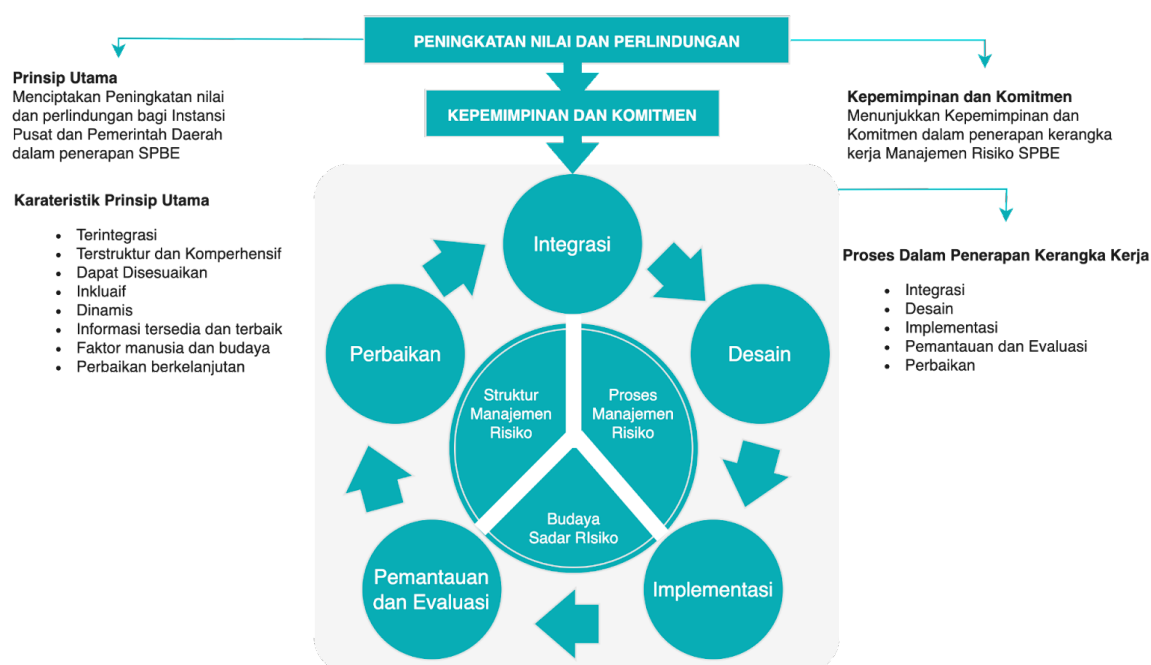 PENINGKATAN NILAI DAN PERLINDUNGAN
KEPEMIMPINAN DAN KOMITMEN
Prinsip Utama
Menciptakan Peningkatan nilai
dan perlindungan bagi Instansi
Pusat dan Pemerintah Daerah
dalam penerapan SPBE
Karateristik Prinsip Utama
• Terintegrasi
• Terstruktur dan Komperhensif
• Dapat Disesuaikan
• Inkluaif
• Dinamis
• Informasi tersedia dan terbaik
• Faktor manusia dan budaya
• Perbaikan berkelanjutan
Kepemimpinan dan Komitmen
Menunjukkan Kepemimpinan dan
Komitmen dalam penerapan kerangka
kerja Manajemen Risiko SPBE
Proses Dalam Penerapan Kerangka Kerja
• Integrasi
• Desain
• Implementasi
• Pemantauan dan Evaluasi
• Perbaikan
Integrasi
Desain
Implementasi
Pemantauan
dan Evaluasi
Perbaikan
Struktur
Manajemen
Risiko
Proses
Manajemen
Risiko
Budaya
Sadar RIsiko